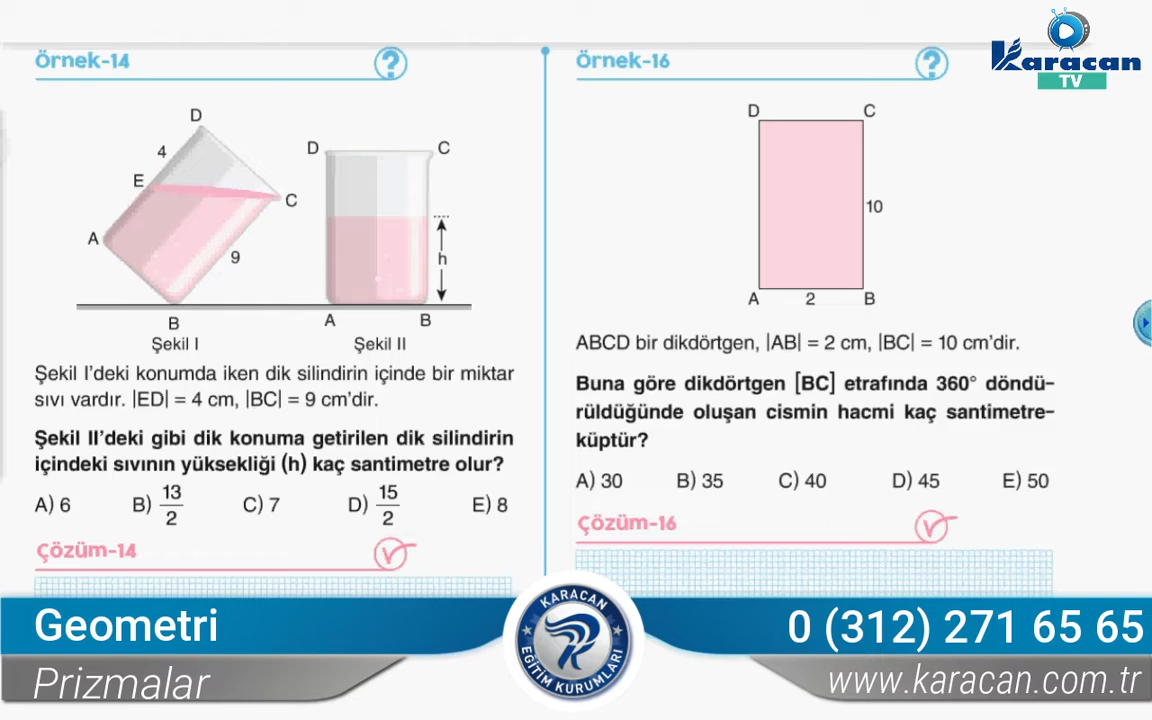 Karacan
TV
Örnek-14
?
D
4
E
C
A
9
B
Şekil I
D
C
h
A
B
Şekil II
Şekil I'deki konumda iken dik silindirin içinde bir miktar
sıvı vardır. |ED| = 4 cm, |BC| = 9 cm'dir.
Şekil II'deki gibi dik konuma getirilen dik silindirin
içindeki sıvının yüksekliği (h) kaç santimetre olur?
A) 6 B) 13/2 C) 7 D) 15/2 E) 8
Çözüm-14
Örnek-16
?
D
C
10
A
2
B
ABCD bir dikdörtgen, |AB| = 2 cm, |BC| = 10 cm'dir.
Buna göre dikdörtgen [BC] etrafında 360° döndü-
rüldüğünde oluşan cismin hacmi kaç santimetre-
küptür?
A) 30 B) 35 C) 40 D) 45 E) 50
Çözüm-16
Geometri
Prizmalar
KARACAN
EĞİTİM KURUMLARI
0 (312) 271 65 65
www.karacan.com.tr